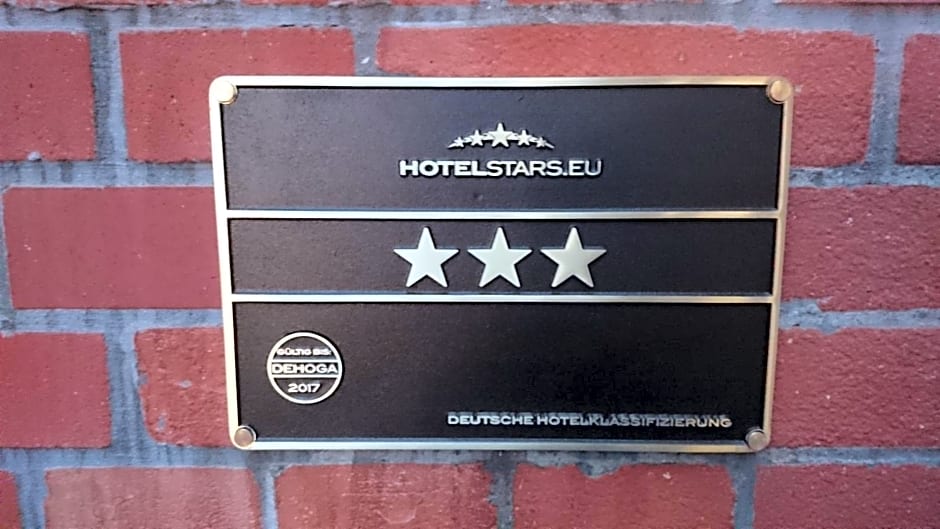 HOTELSTARS.EU
GÜLTIG BIS:
DEHOGA
2017
DEUTSCHE HOTELKLASSIFIZIERUNG